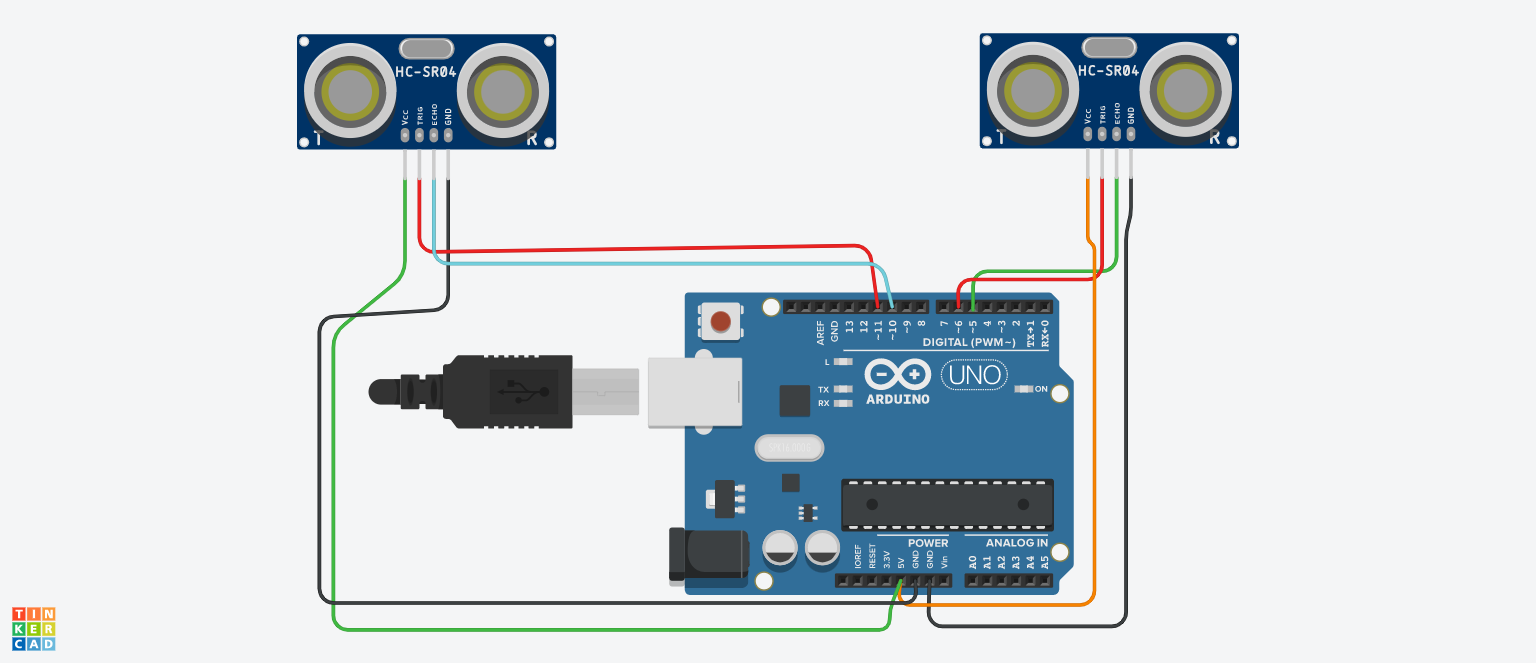 HC-SR04
VCC
TRIG
ECHO
GND
T
R
HC-SR04
VCC
TRIG
ECHO
GND
T
R
AREF
GND
13
12
~11
~10
~9
8
7
~6
~5
4
~3
2
TX→1
RX←0
DIGITAL (PWM~)
L
TX
RX
ARDUINO
UNO
ON
POWER
ANALOG IN
IOREF
RESET
3.3V
5V
GND
GND
Vin
A0
A1
A2
A3
A4
A5
TIN
KER
CAD